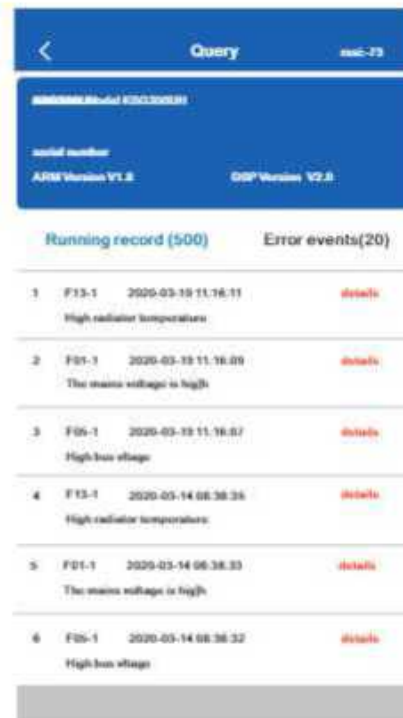 Query
serial number
ARM Version V1.0 DSP Version V2.0
Running record (500) Error events(20)
1 F13-1 2020-03-19 11.16:11 details
High radiator temperature
2 F01-1 2020-03-19 11.16:09 details
The mains voltage is high
3 F05-1 2020-03-19 11.16:07 details
High bus vltage
4 F13-1 2020-03-14 08.38:35 details
High radiator temperature
5 F01-1 2020-03-14 08.38.33 details
The mains voltage is high
6 F05-1 2020-03-14 08.38:32 details
High bus vltage